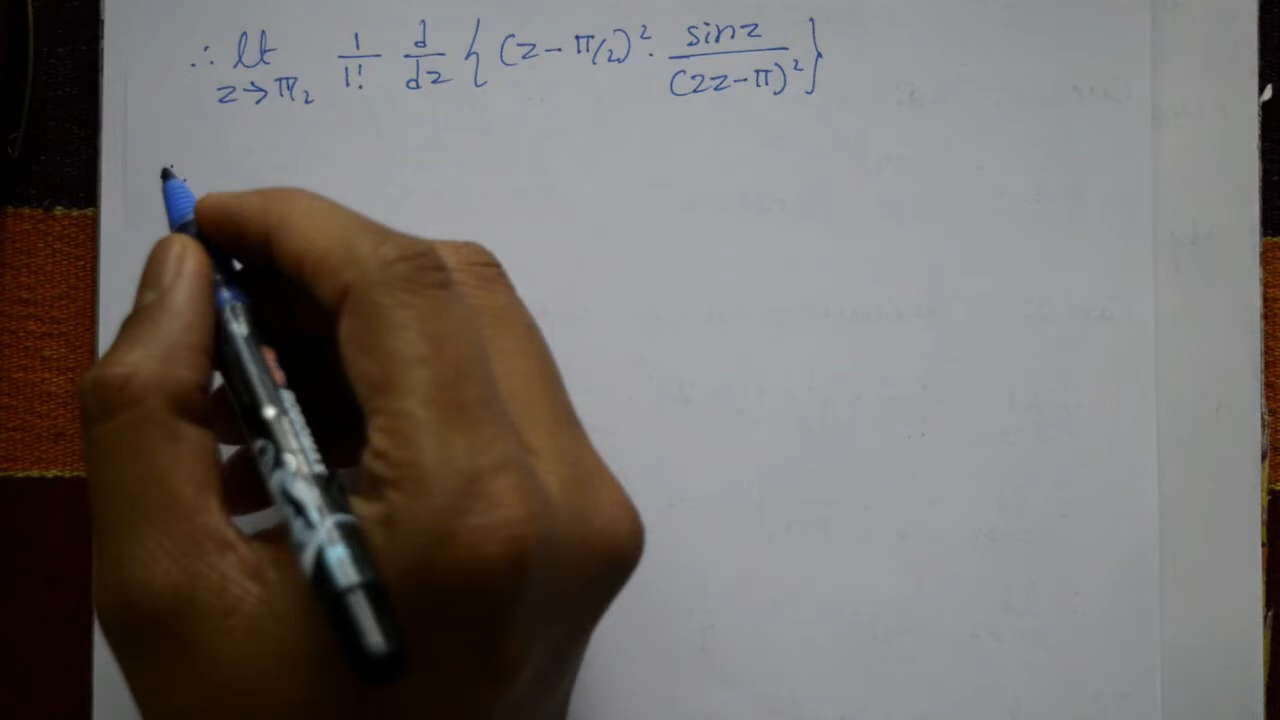 ∴ lt z→π/2 1/1! d/dz { (z-π/2)² · sinz/(2z-π)² }